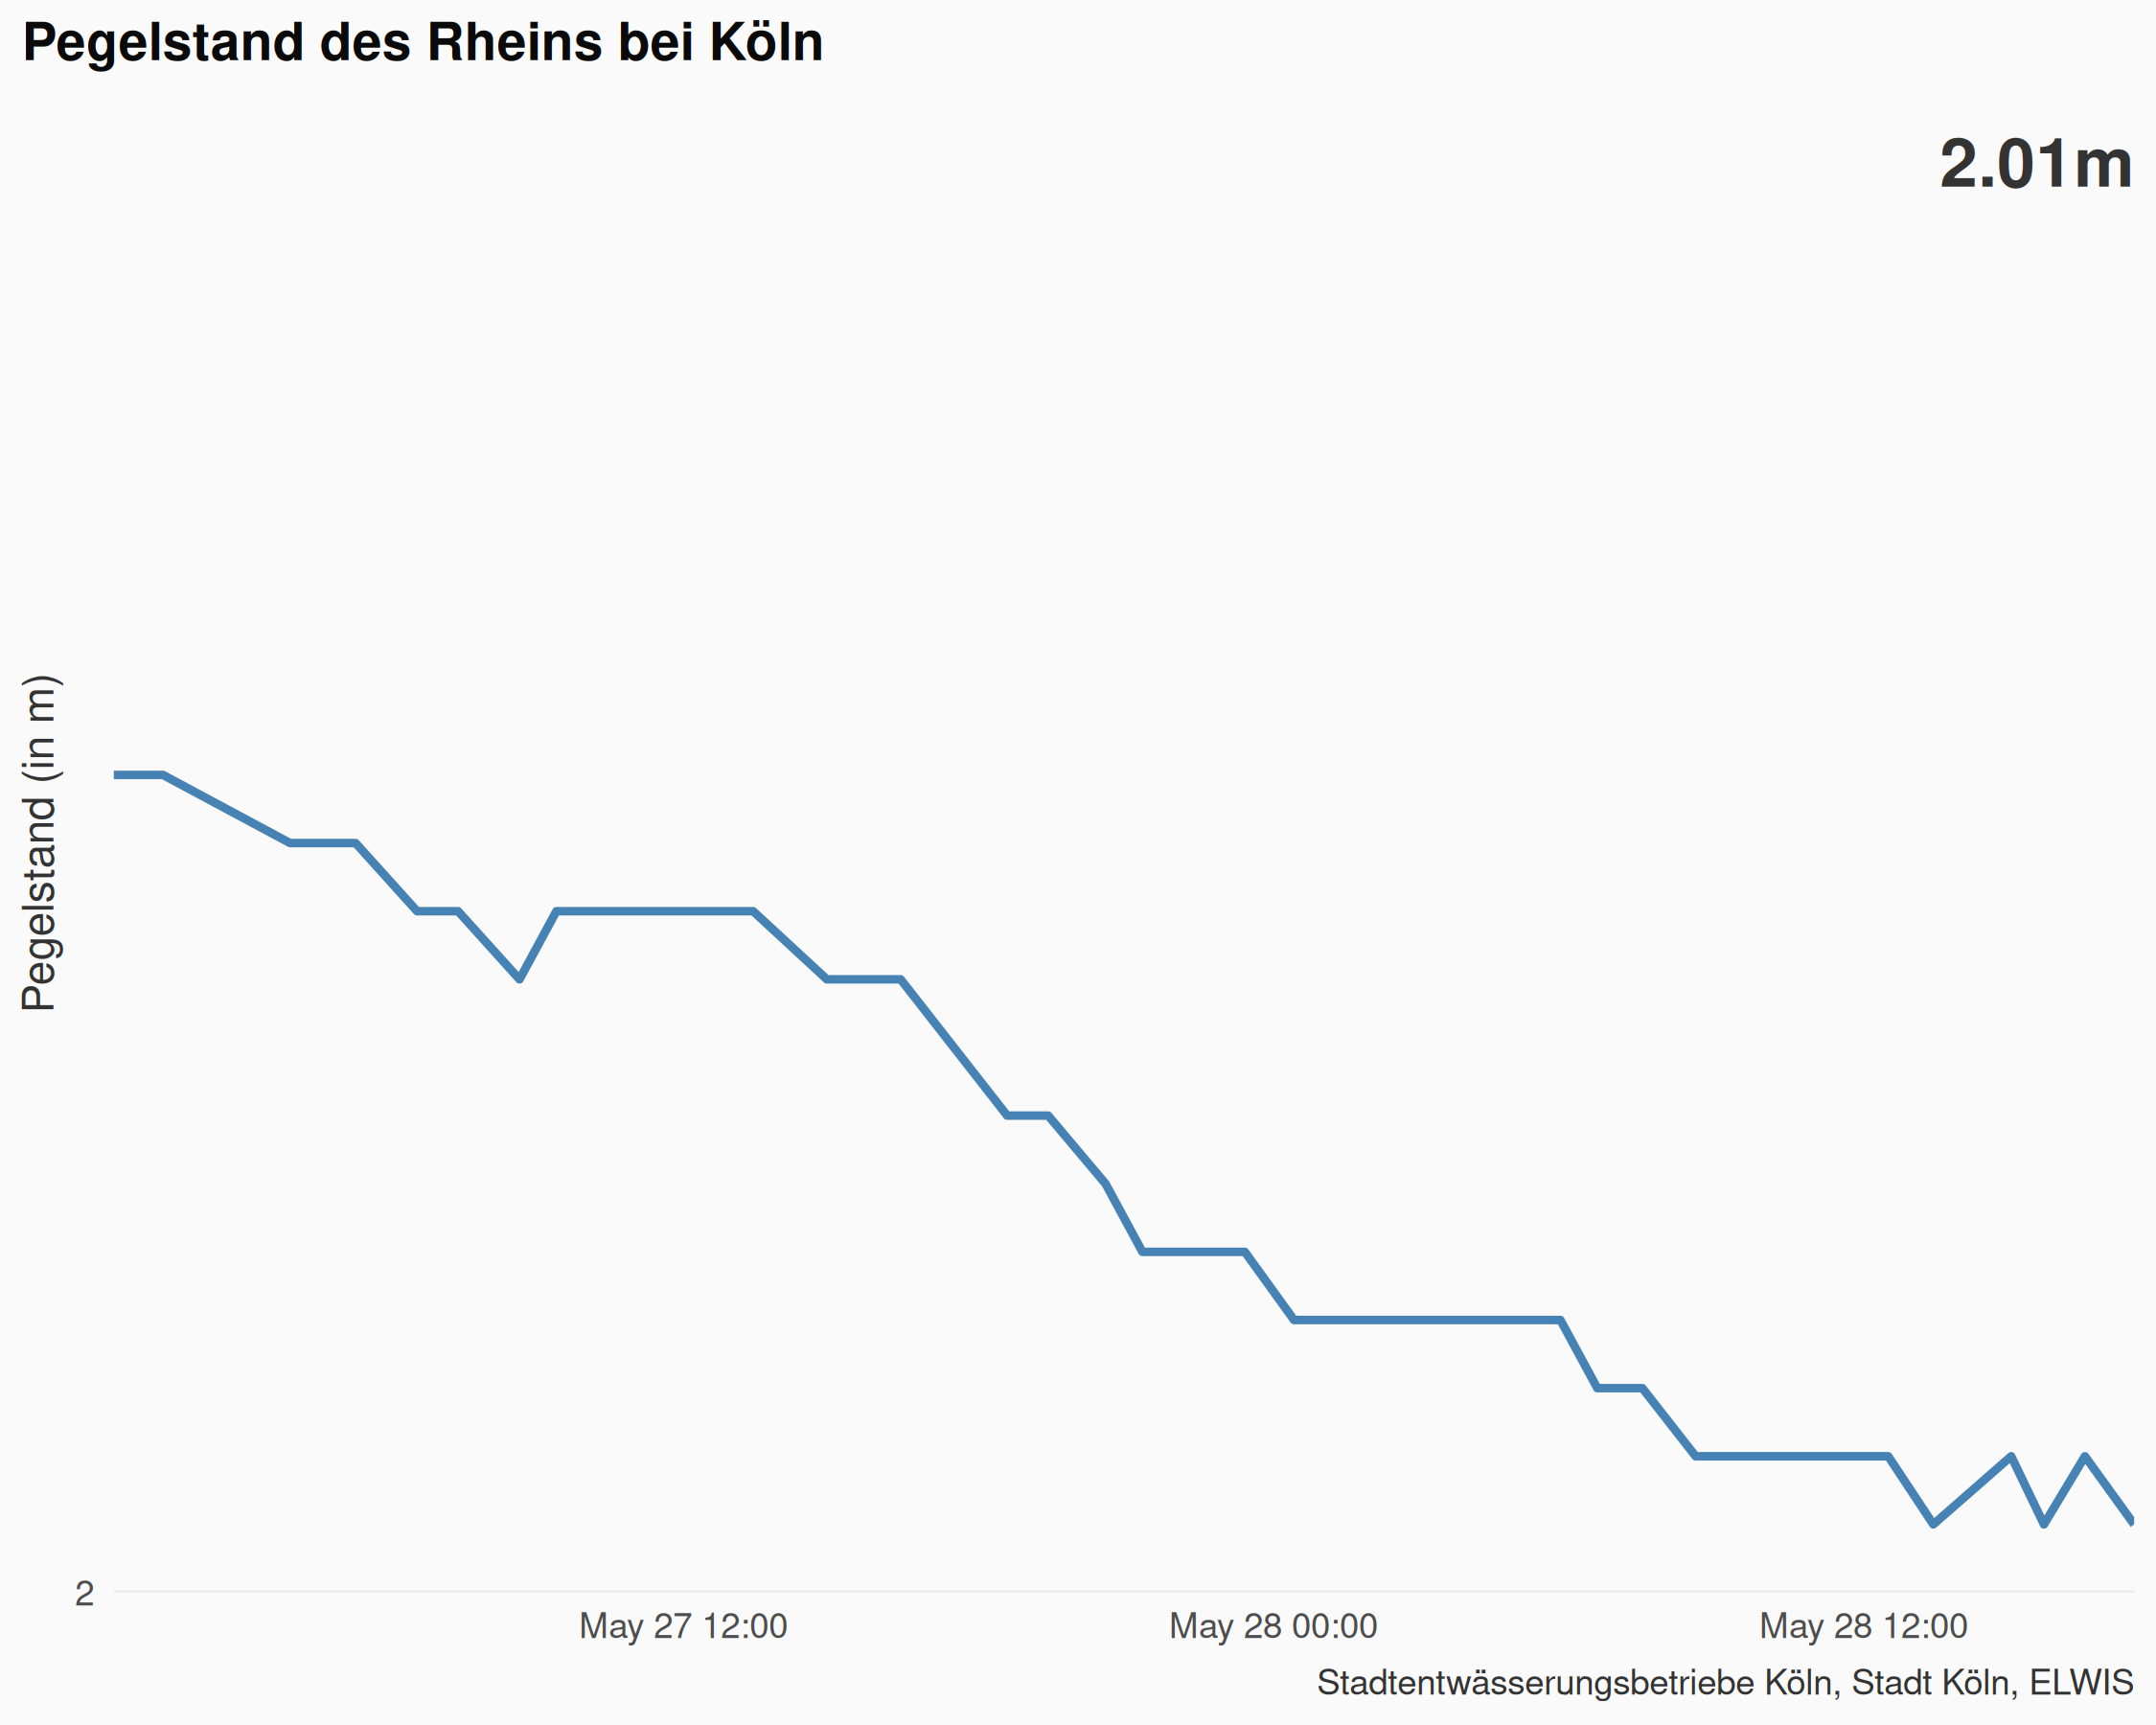 Pegelstand des Rheins bei Köln
2.01m
Pegelstand (in m)
2
May 27 12:00
May 28 00:00
May 28 12:00
Stadtentwässerungsbetriebe Köln, Stadt Köln, ELWIS